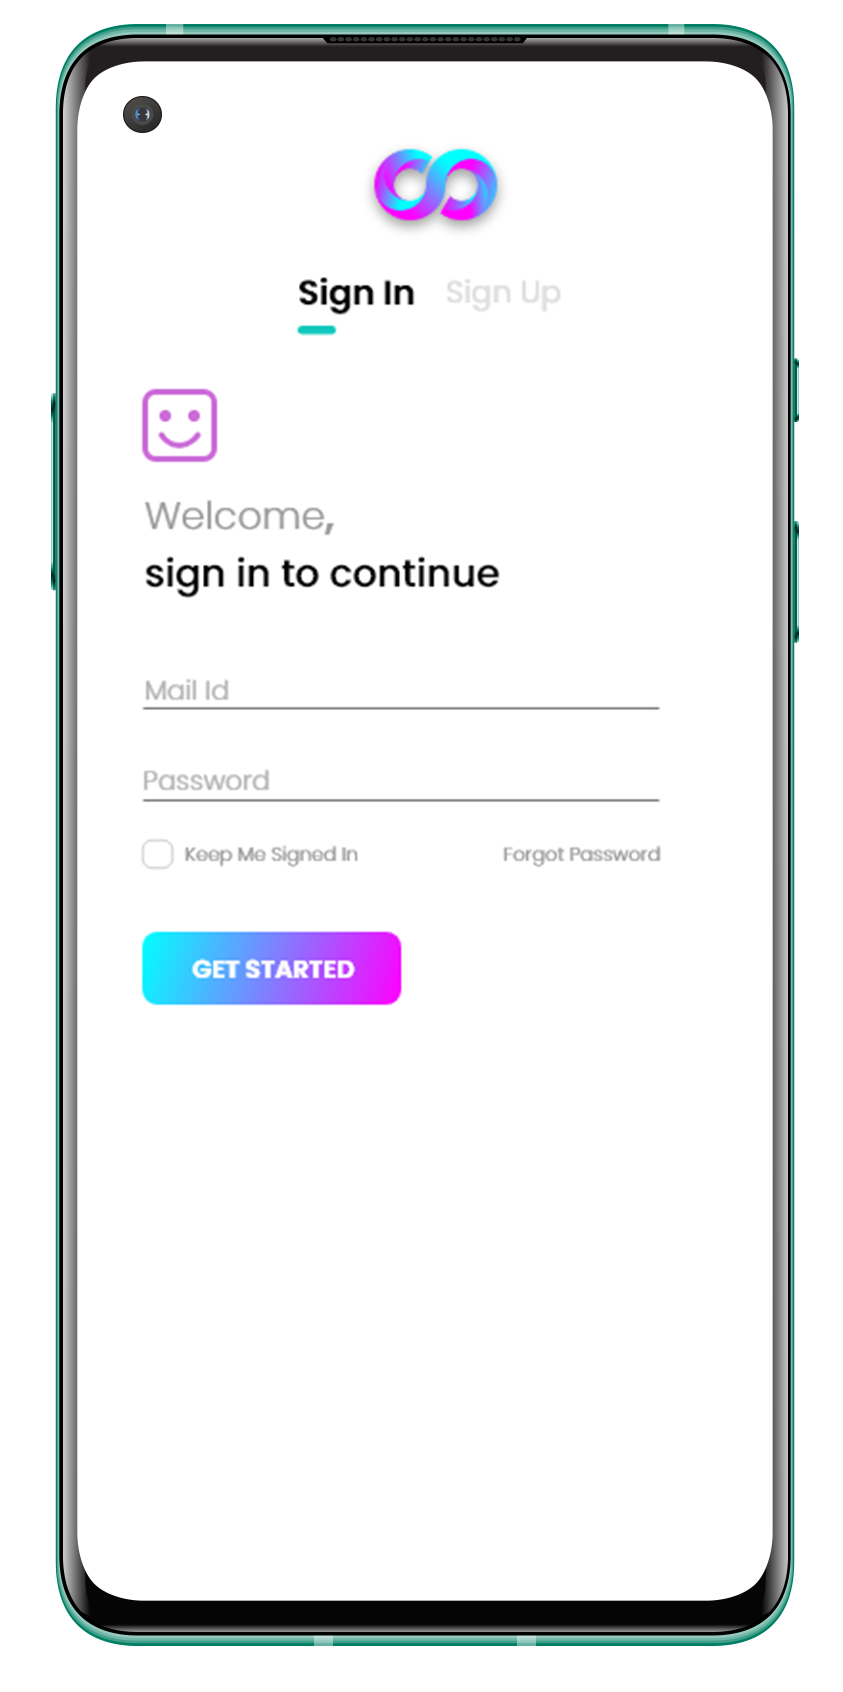 Sign In Sign Up
Welcome,
sign in to continue
Mail Id
Password
Keep Me Signed In Forgot Password
GET STARTED